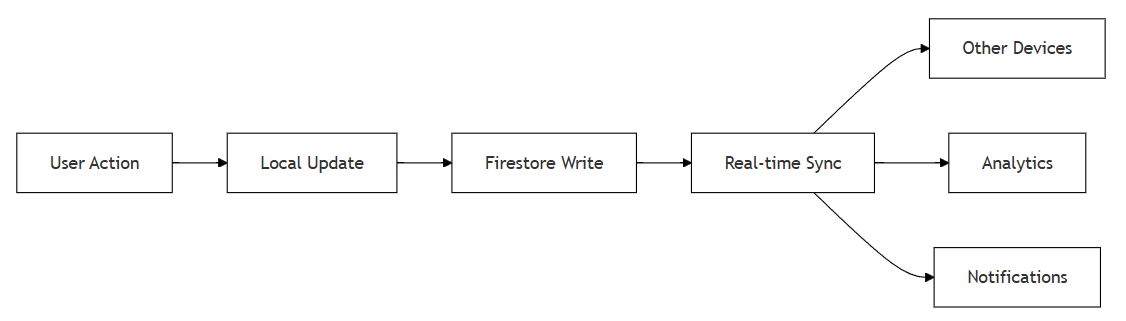 User Action
Local Update
Firestore Write
Real-time Sync
Other Devices
Analytics
Notifications